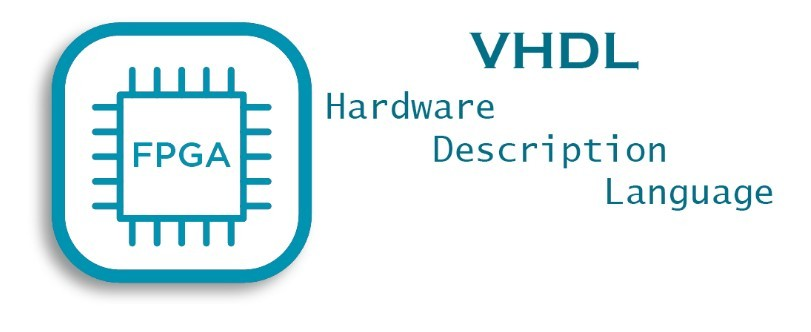 FPGA
VHDL
Hardware
Description
Language